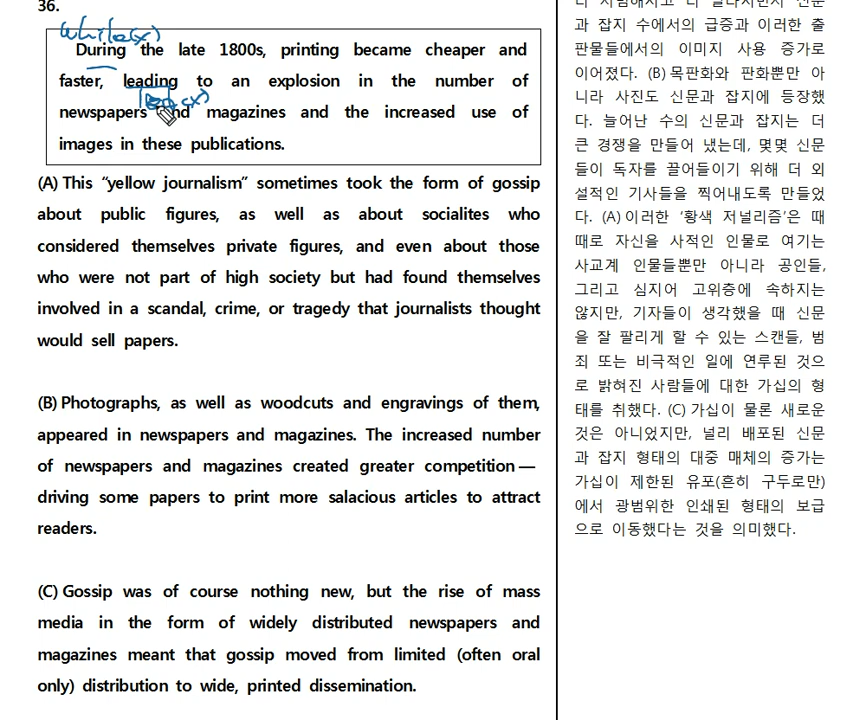 36.
while(x)
During the late 1800s, printing became cheaper and
faster, leading to an explosion in the number of
newspapers and magazines and the increased use of
images in these publications.
(A) This “yellow journalism” sometimes took the form of gossip
about public figures, as well as about socialites who
considered themselves private figures, and even about those
who were not part of high society but had found themselves
involved in a scandal, crime, or tragedy that journalists thought
would sell papers.
(B) Photographs, as well as woodcuts and engravings of them,
appeared in newspapers and magazines. The increased number
of newspapers and magazines created greater competition—
driving some papers to print more salacious articles to attract
readers.
(C) Gossip was of course nothing new, but the rise of mass
media in the form of widely distributed newspapers and
magazines meant that gossip moved from limited (often oral
only) distribution to wide, printed dissemination.
과 잡지 수에서의 급증과 이러한 출
판물들에서의 이미지 사용 증가로
이어졌다. (B) 목판화와 판화뿐만 아
니라 사진도 신문과 잡지에 등장했
다. 늘어난 수의 신문과 잡지는 더
큰 경쟁을 만들어 냈는데, 몇몇 신문
들이 독자를 끌어들이기 위해 더 외
설적인 기사들을 찍어내도록 만들었
다. (A) 이러한 ‘황색 저널리즘’은 때
때로 자신을 사적인 인물로 여기는
사교계 인물들뿐만 아니라 공인들,
그리고 심지어 고위층에 속하지는
않지만, 기자들이 생각했을 때 신문
을 잘 팔리게 할 수 있는 스캔들, 범
죄 또는 비극적인 일에 연루된 것으
로 밝혀진 사람들에 대한 가십의 형
태를 취했다. (C) 가십이 물론 새로운
것은 아니었지만, 널리 배포된 신문
과 잡지 형태의 대중 매체의 증가는
가십이 제한된 유포(흔히 구두로만)
에서 광범위한 인쇄된 형태의 보급
으로 이동했다는 것을 의미했다.